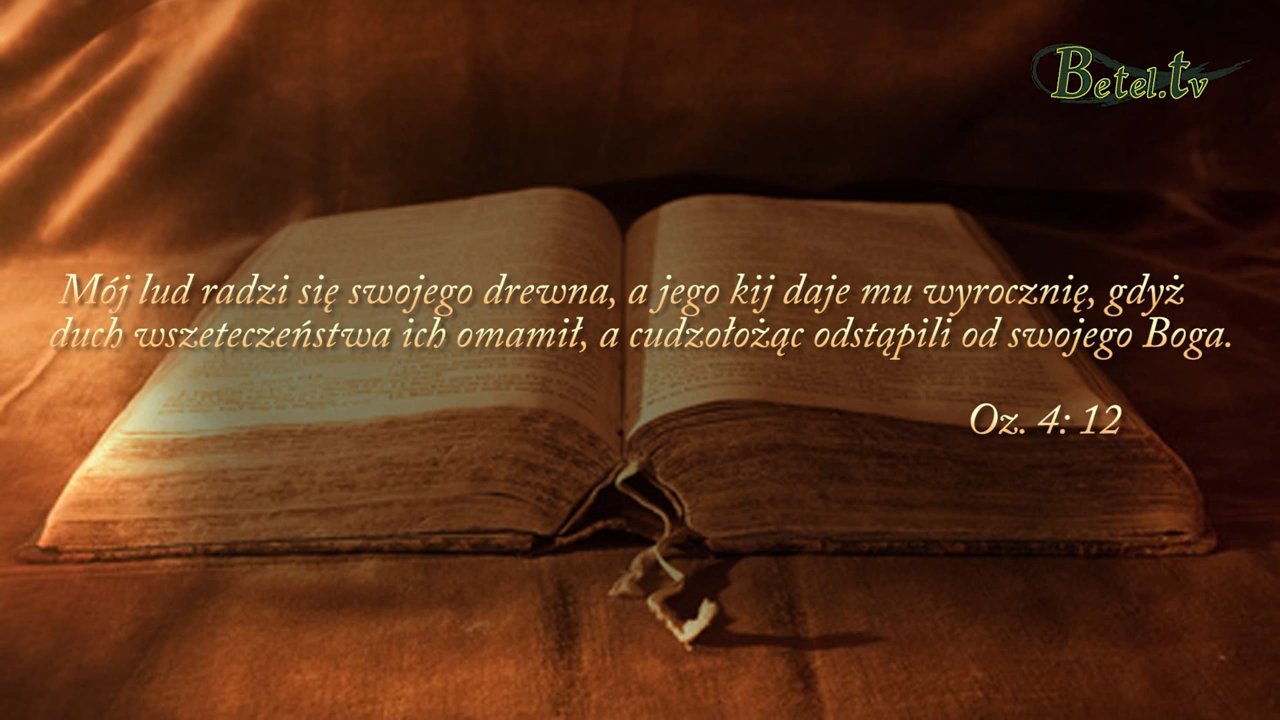 Betel.tv
Mój lud radzi się swojego drewna, a jego kij daje mu wyrocznię, gdyż
duch wszeteczeństwa ich omamił, a cudzołożąc odstąpili od swojego Boga.
Oz. 4: 12